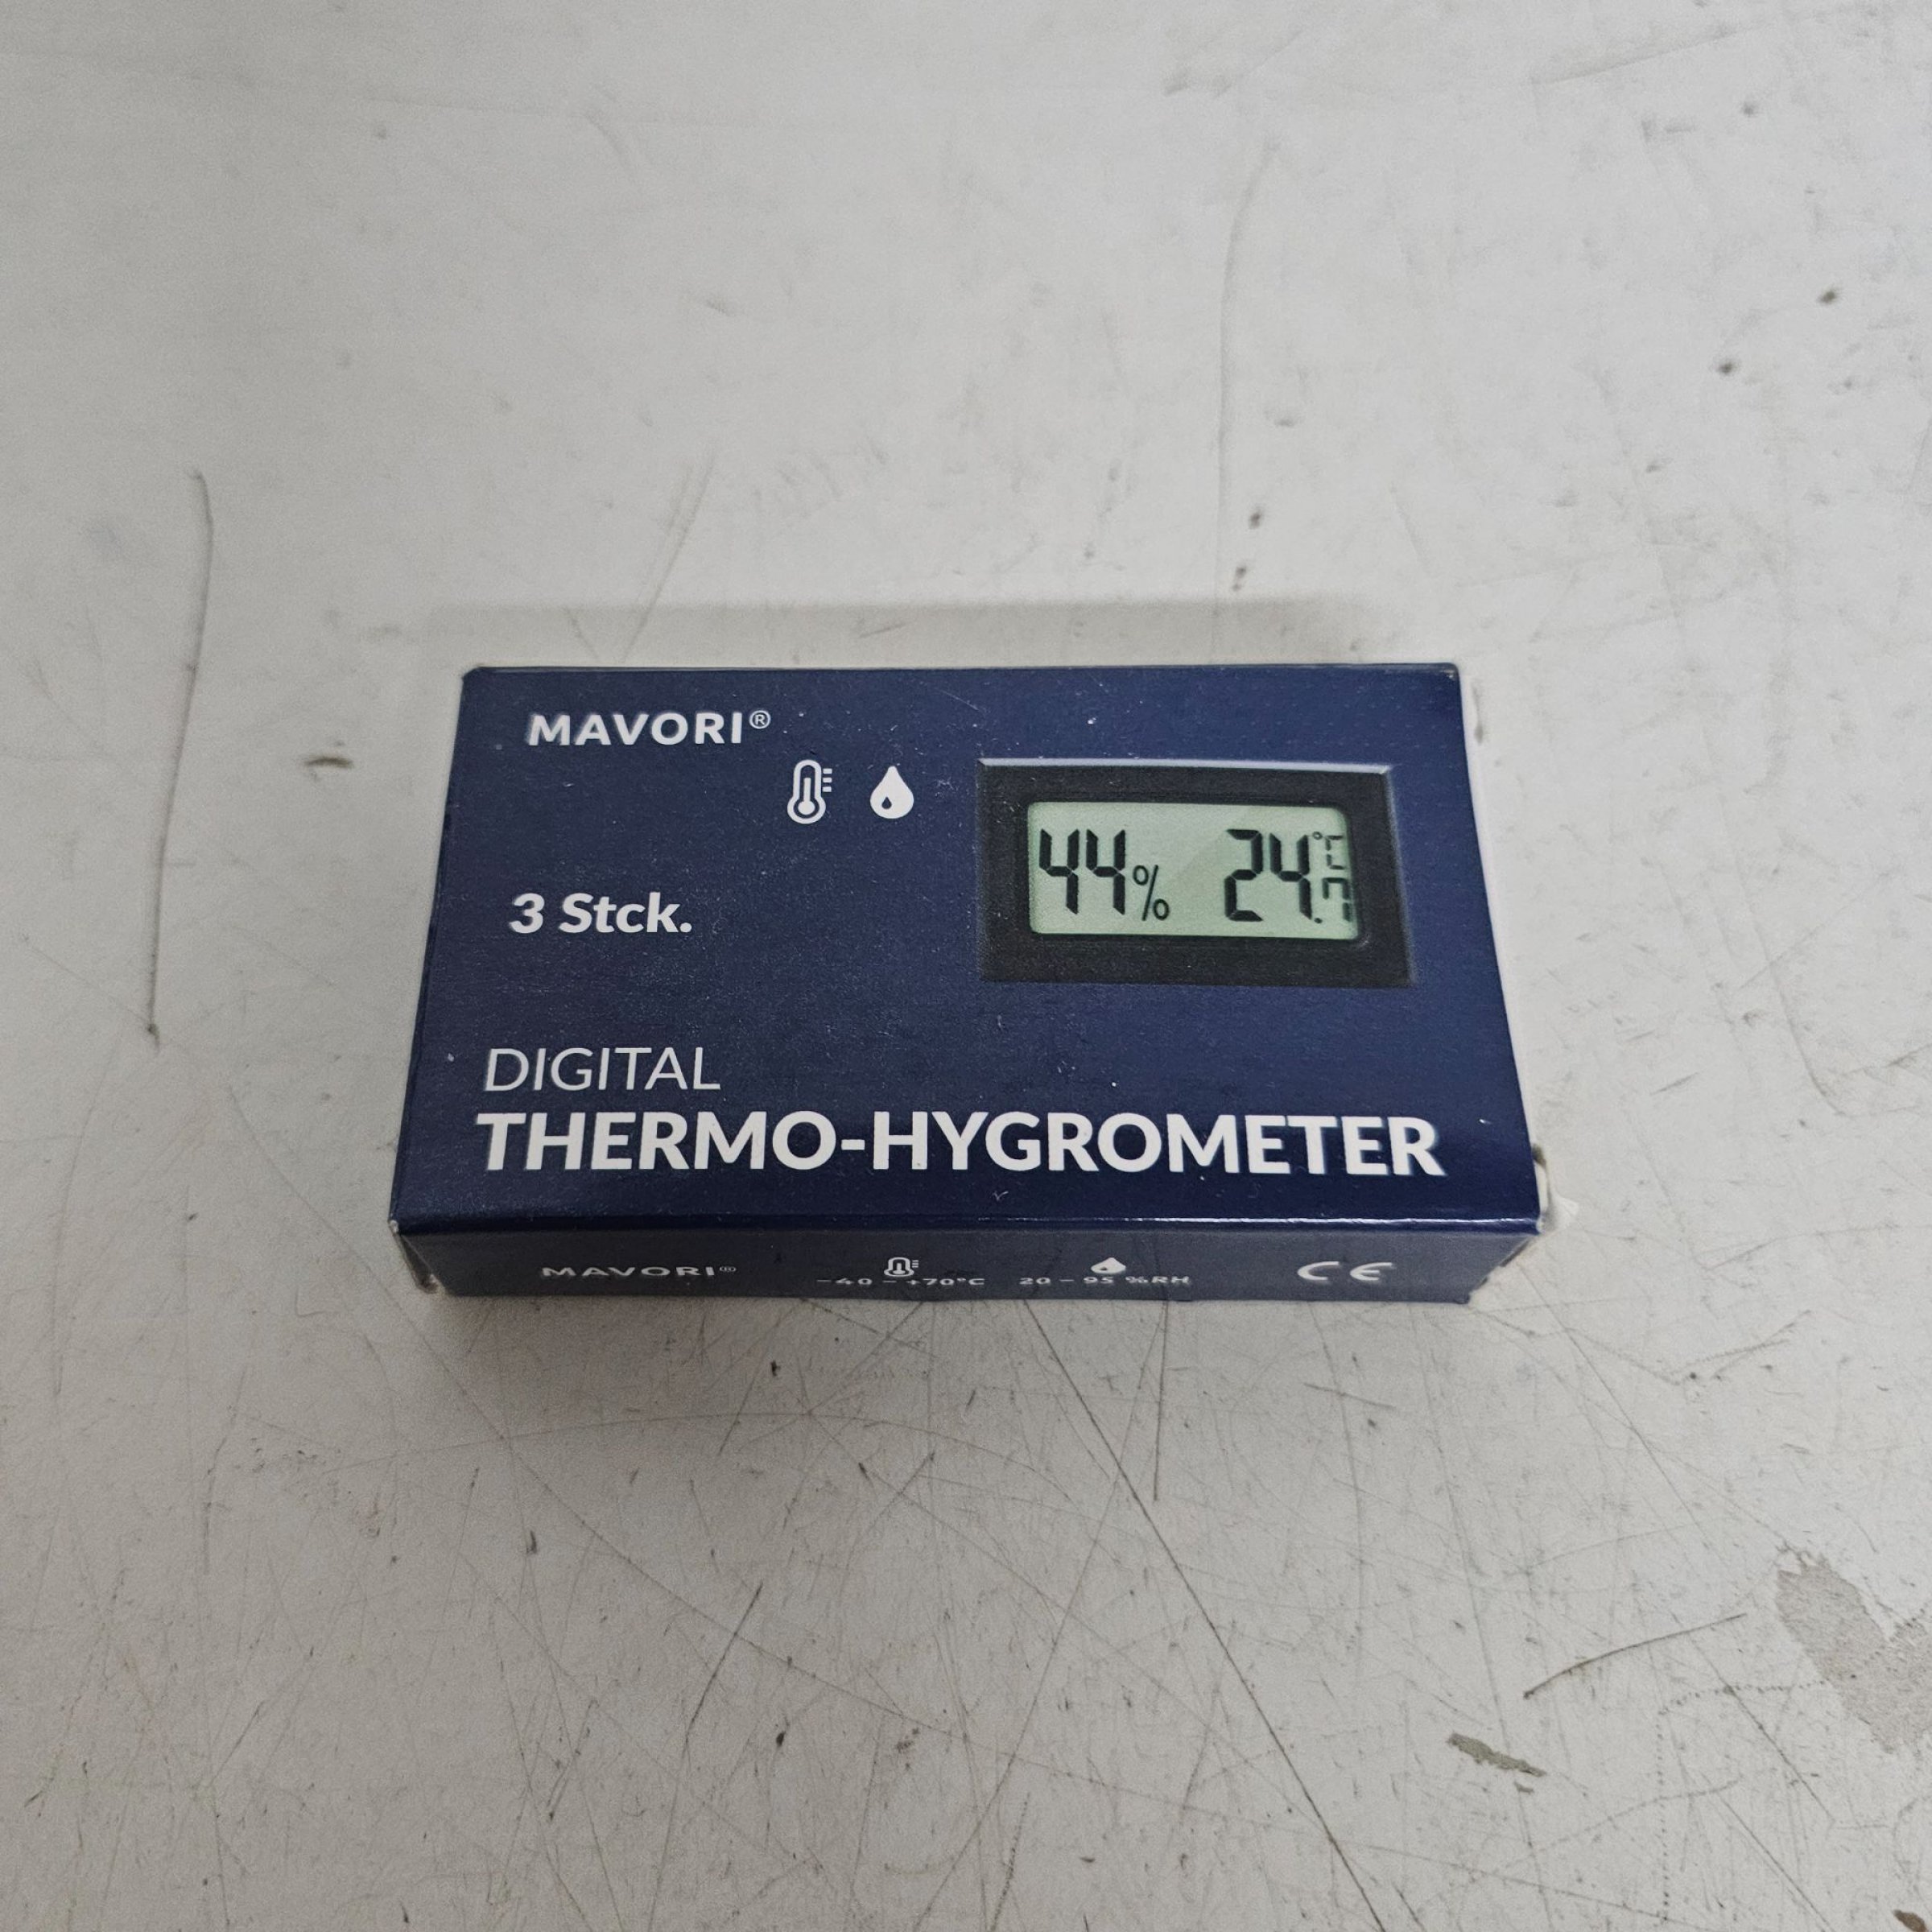 MAVORI®
44% 24.7°C
3 Stck.
DIGITAL
THERMO-HYGROMETER
MAVORI®
-40 - +70°C 20 - 95 %RH
CE